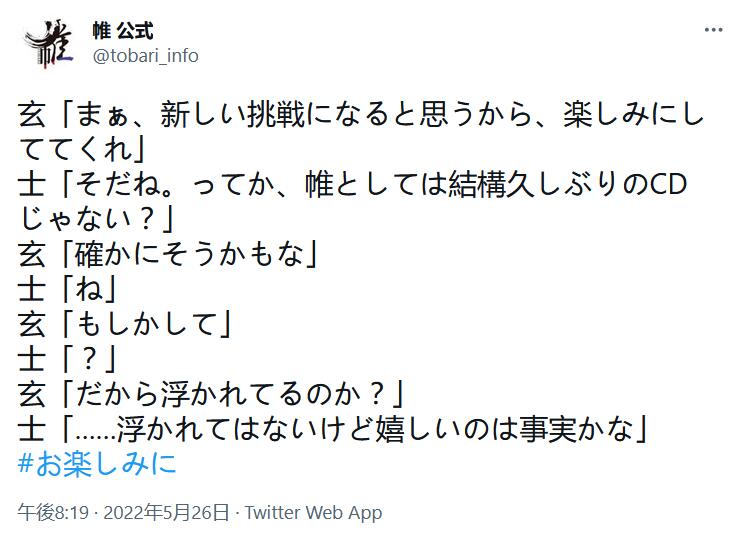 帷 公式
@tobari_info
玄「まぁ、新しい挑戦になると思うから、楽しみにし
ててくれ」
士「そだね。ってか、帷としては結構久しぶりのCD
じゃない？」
玄「確かにそうかもな」
士「ね」
玄「もしかして」
士「？」
玄「だから浮かれてるのか？」
士「......浮かれてはないけど嬉しいのは事実かな」
#お楽しみに
午後8:19 · 2022年5月26日 · Twitter Web App